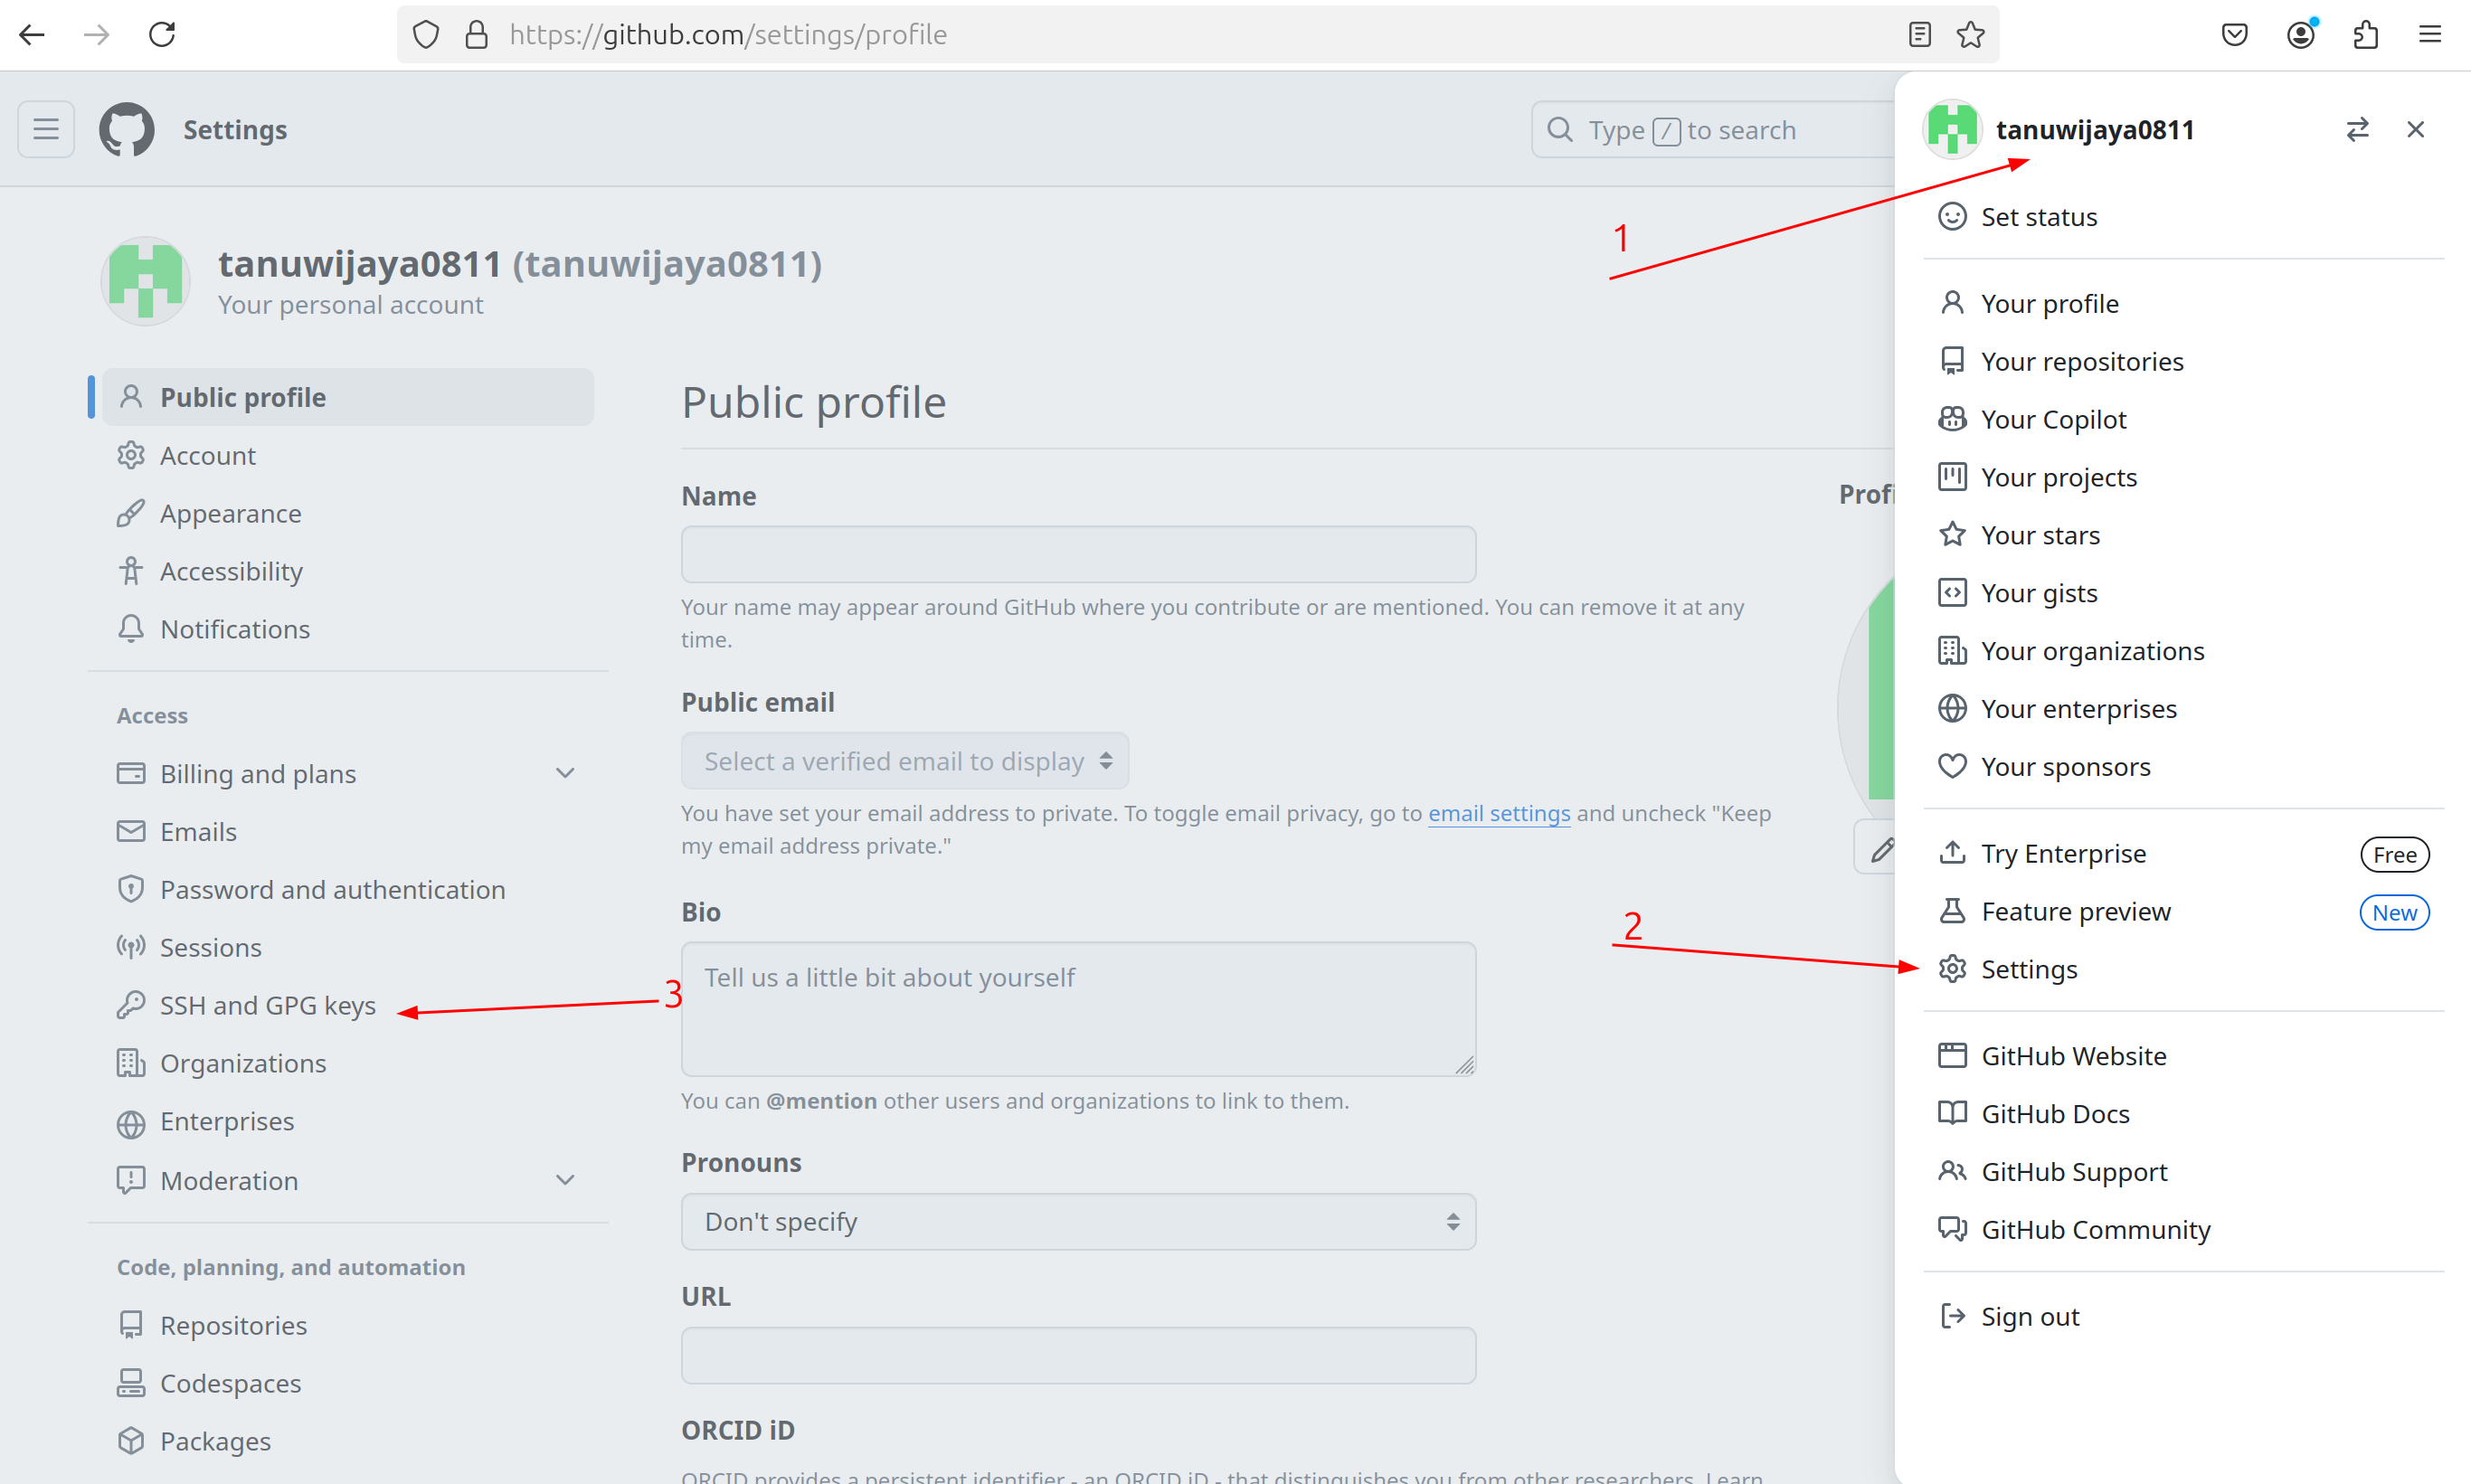 https://github.com/settings/profile
Settings
Type / to search
tanuwijaya0811
1
Set status
tanuwijaya0811 (tanuwijaya0811)
Your personal account
Your profile
Your repositories
Your Copilot
Your projects
Your stars
Your gists
Your organizations
Your enterprises
Your sponsors
Try Enterprise
Free
Feature preview
New
2
Settings
GitHub Website
GitHub Docs
GitHub Support
GitHub Community
Sign out
Public profile
Account
Appearance
Accessibility
Notifications
Access
Billing and plans
Emails
Password and authentication
Sessions
SSH and GPG keys
3
Organizations
Enterprises
Moderation
Code, planning, and automation
Repositories
Codespaces
Packages
Public profile
Name
Profi
Your name may appear around GitHub where you contribute or are mentioned. You can remove it at any
time.
Public email
Select a verified email to display
You have set your email address to private. To toggle email privacy, go to email settings and uncheck "Keep
my email address private."
Bio
Tell us a little bit about yourself
You can @mention other users and organizations to link to them.
Pronouns
Don't specify
URL
ORCID iD
ORCID provides a persistent identifier - an ORCID iD - that distinguishes you from other researchers. Learn